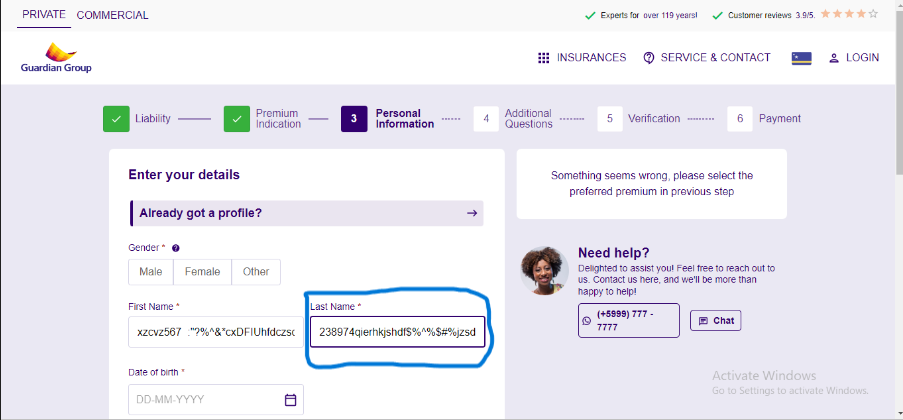 PRIVATE COMMERCIAL
Experts for over 119 years! Customer reviews 3.9/5.
Guardian Group
INSURANCES SERVICE & CONTACT LOGIN
Liability
Premium Indication
3 Personal Information
4 Additional Questions
5 Verification
6 Payment
Enter your details
Already got a profile?
Gender *
Male Female Other
First Name *
Last Name *
xzcvz567 ."?%^&*cxDFIUhfdczsc
238974qierhkjshdf$%^%$#%jzsd
Date of birth *
DD-MM-YYYY
Something seems wrong, please select the
preferred premium in previous step
Need help?
Delighted to assist you! Feel free to reach out to
us. Contact us here, and we'll be more than
happy to help!
(+5999) 777 -
7777
Chat
Activate Windows
Go to Settings to activate Windows.